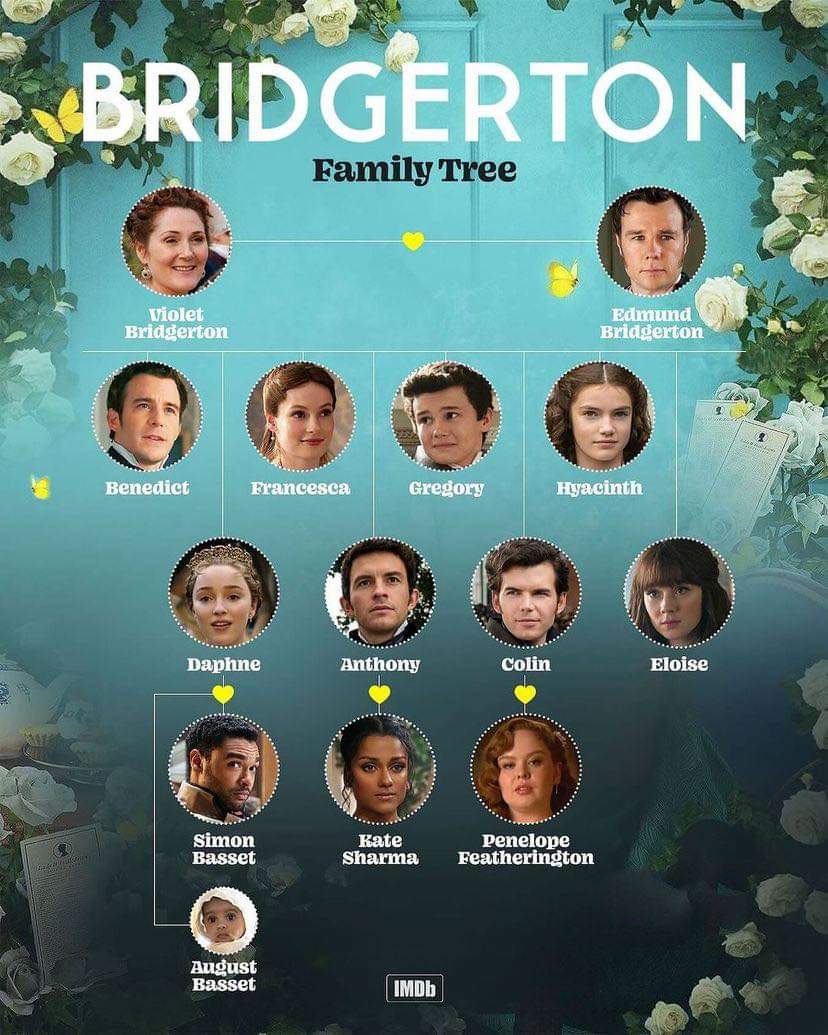 BRIDGERTON
Family Tree
Violet
Bridgerton
Edmund
Bridgerton
Benedict
Francesca
Gregory
Hyacinth
Daphne
Anthony
Colin
Eloise
Simon
Basset
Kate
Sharma
Penelope
Featherington
August
Basset
IMDb